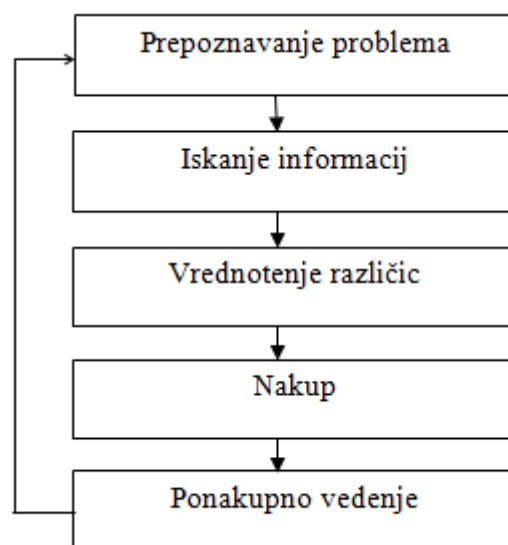 Prepoznavanje problema
Iskanje informacij
Vrednotenje različic
Nakup
Ponakupno vedenje